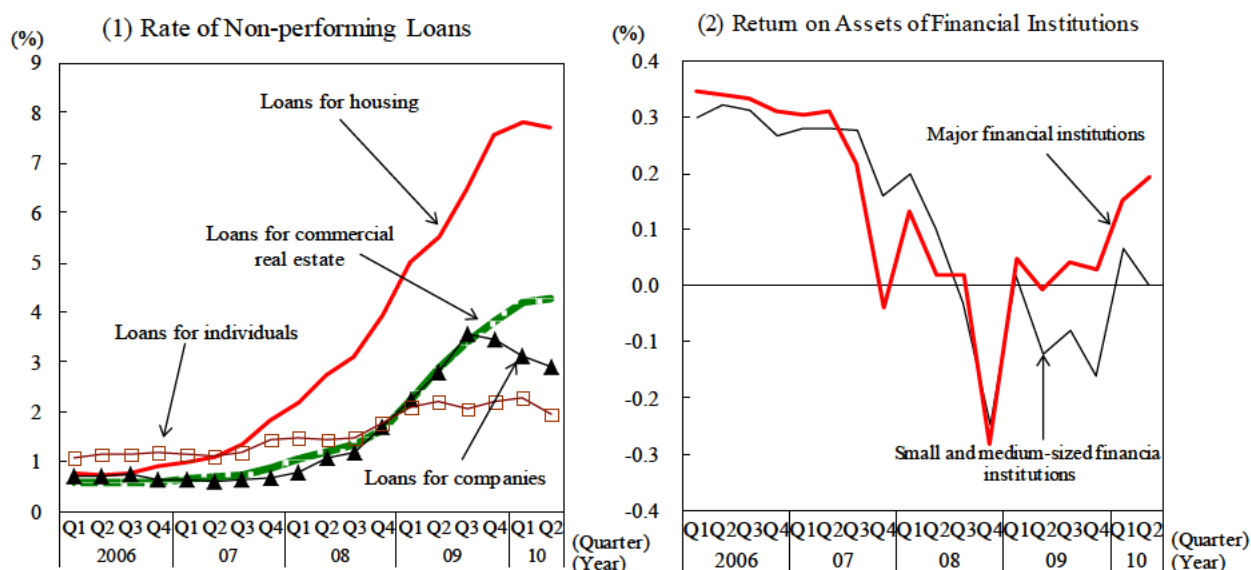 (1) Rate of Non-performing Loans
(%)
9
8
7
6
5
4
3
2
1
0
Loans for housing
Loans for commercial
real estate
Loans for individuals
Loans for companies
Q1 Q2 Q3 Q4 Q1 Q2 Q3 Q4 Q1 Q2 Q3 Q4 Q1 Q2 Q3 Q4 Q1 Q2 (Quarter)
2006 07 08 09 10 (Year)
(2) Return on Assets of Financial Institutions
(%)
0.4
0.3
0.2
0.1
0.0
-0.1
-0.2
-0.3
-0.4
Major financial
institutions
Small and medium-sized financia
institutions
Q1Q2Q3Q4Q1Q2Q3Q4Q1Q2Q3Q4Q1Q2Q3Q4Q1Q2 (Quarter)
2006 07 08 09 10 (Year)